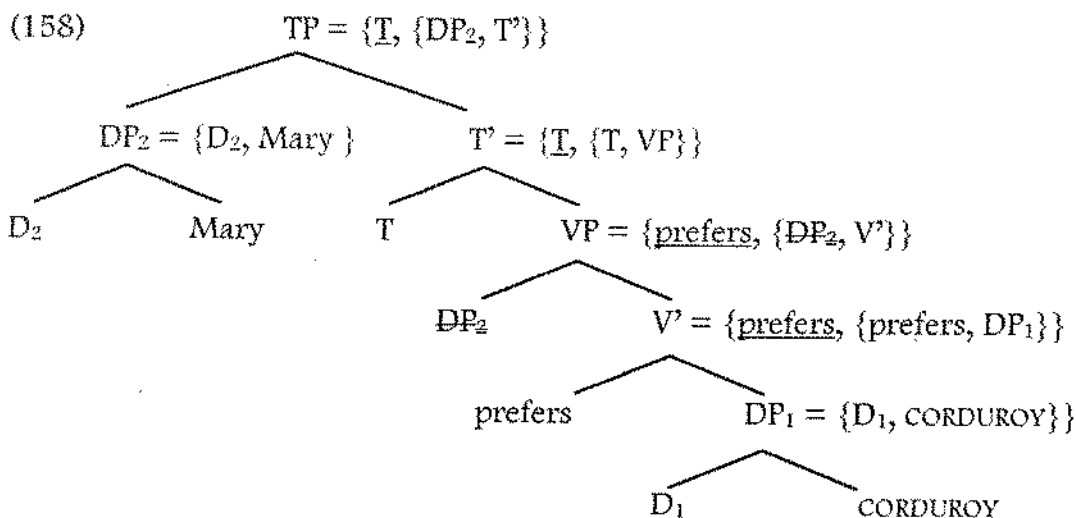 (158) TP = {T, {DP₂, T'}}
DP₂ = {D₂, Mary } T' = {T, {T, VP}}
D₂ Mary T VP = {prefers, {DP₂, V'}}
DP₂ V' = {prefers, {prefers, DP₁}}
prefers DP₁ = {D₁, CORDUROY}}
D₁ CORDUROY